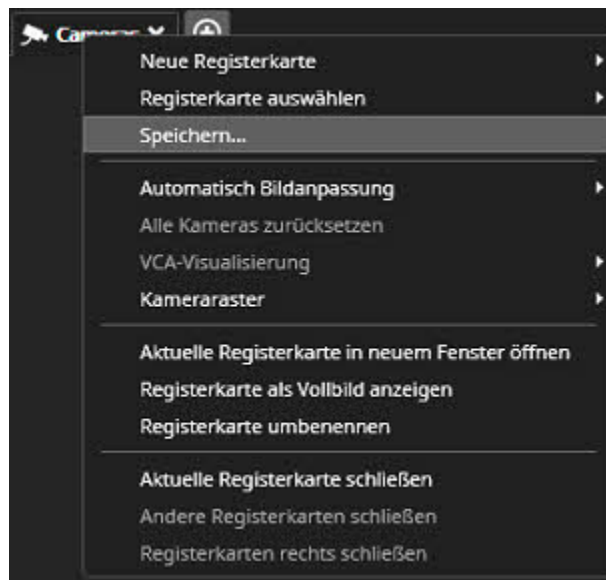 Cameras
Neue Registerkarte
Registerkarte auswählen
Speichern...
Automatisch Bildanpassung
Alle Kameras zurücksetzen
VCA-Visualisierung
Kameraraster
Aktuelle Registerkarte in neuem Fenster öffnen
Registerkarte als Vollbild anzeigen
Registerkarte umbenennen
Aktuelle Registerkarte schließen
Andere Registerkarten schließen
Registerkarten rechts schließen